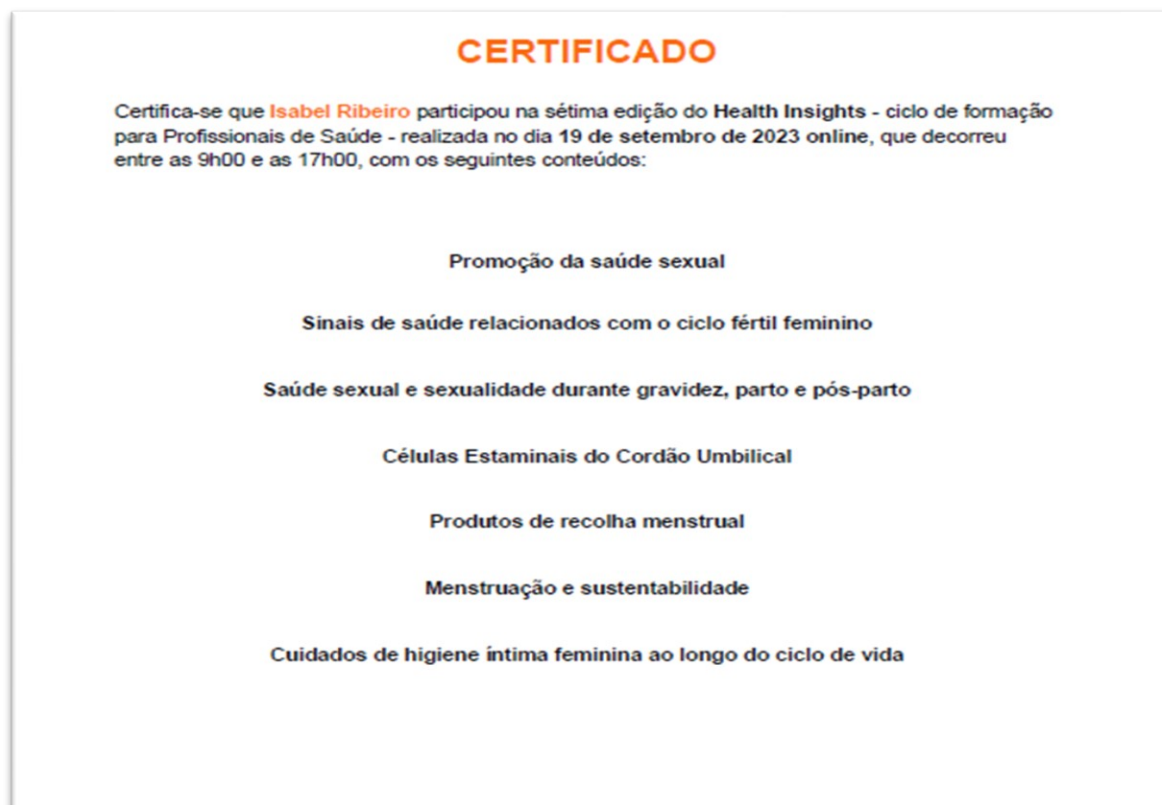 CERTIFICADO
Certifica-se que Isabel Ribeiro participou na sétima edição do Health Insights - ciclo de formação
para Profissionais de Saúde - realizada no dia 19 de setembro de 2023 online, que decorreu
entre as 9h00 e as 17h00, com os seguintes conteúdos:
Promoção da saúde sexual
Sinais de saúde relacionados com o ciclo fértil feminino
Saúde sexual e sexualidade durante gravidez, parto e pós-parto
Células Estaminais do Cordão Umbilical
Produtos de recolha menstrual
Menstruação e sustentabilidade
Cuidados de higiene íntima feminina ao longo do ciclo de vida